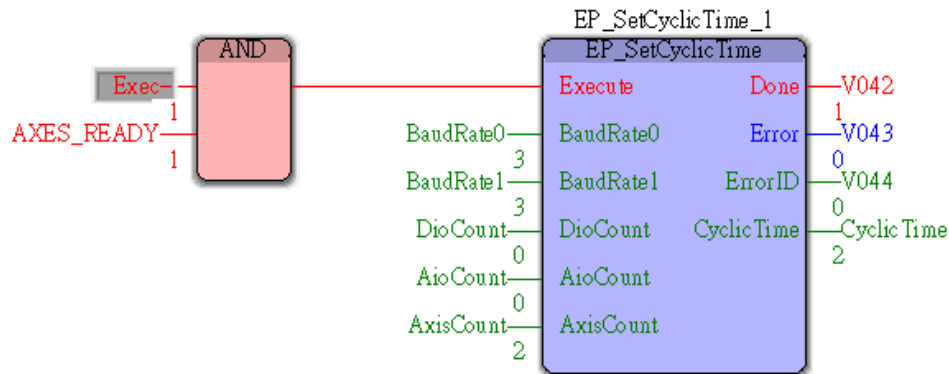 EP_SetCyclicTime_1
AND
EP_SetCyclicTime
Exec
Execute
Done
V042
1
1
AXES_READY
BaudRate0
BaudRate0
Error
V043
1
3
0
BaudRate1
BaudRate1
ErrorID
V044
3
0
DioCount
DioCount
CyclicTime
CyclicTime
0
2
AioCount
AioCount
0
AxisCount
AxisCount
2